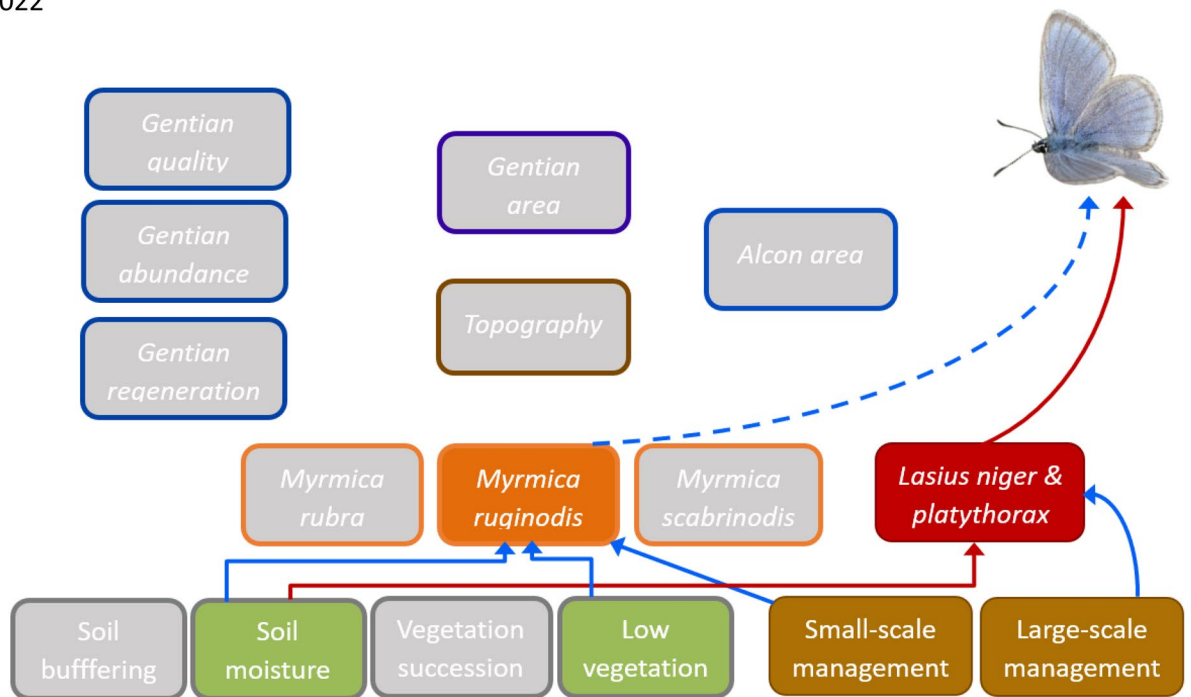 022
Gentian
quality
Gentian
area
Gentian
abundance
Alcon area
Topography
Gentian
regeneration
Myrmica
rubra
Myrmica
ruginodis
Myrmica
scabrinodis
Lasius niger &
platythorax
Soil
bufffering
Soil
moisture
Vegetation
succession
Low
vegetation
Small-scale
management
Large-scale
management